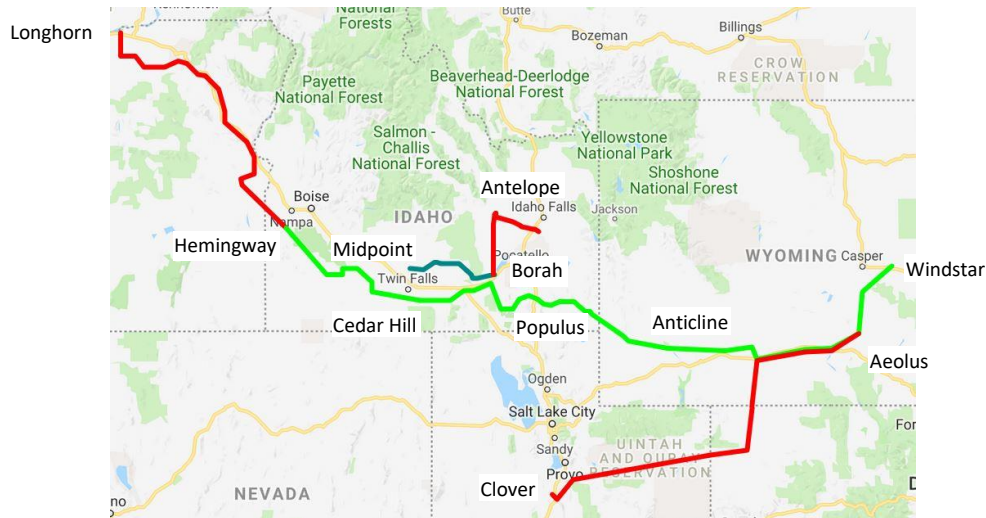 Longhorn
National
Forests
Butte
Bozeman
Billings
CROW
RESERVATION
Payette
National Forest
Beaverhead-Deerlodge
National Forest
Salmon -
Challis
National Forest
Yellowstone
National Park
Shoshone
National Forest
Antelope
Boise
Nampa
IDAHO
Idaho Falls
Jackson
Hemingway
Midpoint
Pocatello
Borah
WYOMING
Casper
Windstar
Twin Falls
Cedar Hill
Populus
Anticline
Aeolus
Ogden
Salt Lake City
Sandy
Provo
UINTAH
AND OURAY
RESERVATION
Clover
NEVADA
For